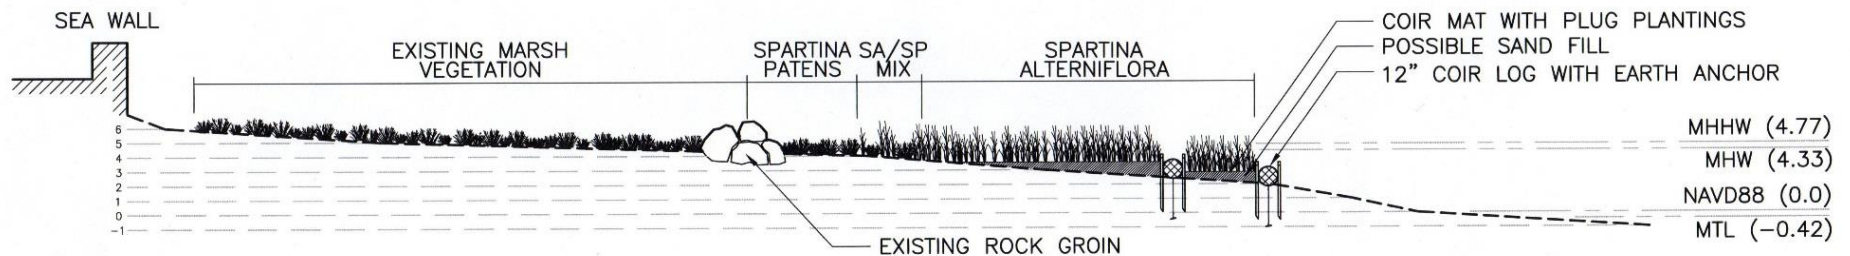 SEA WALL
EXISTING MARSH
VEGETATION
SPARTINA
PATENS
SA/SP
MIX
SPARTINA
ALTERNIFLORA
COIR MAT WITH PLUG PLANTINGS
POSSIBLE SAND FILL
12" COIR LOG WITH EARTH ANCHOR
6
5
4
3
2
1
0
-1
MHHW (4.77)
MHW (4.33)
NAVD88 (0.0)
MTL (-0.42)
EXISTING ROCK GROIN